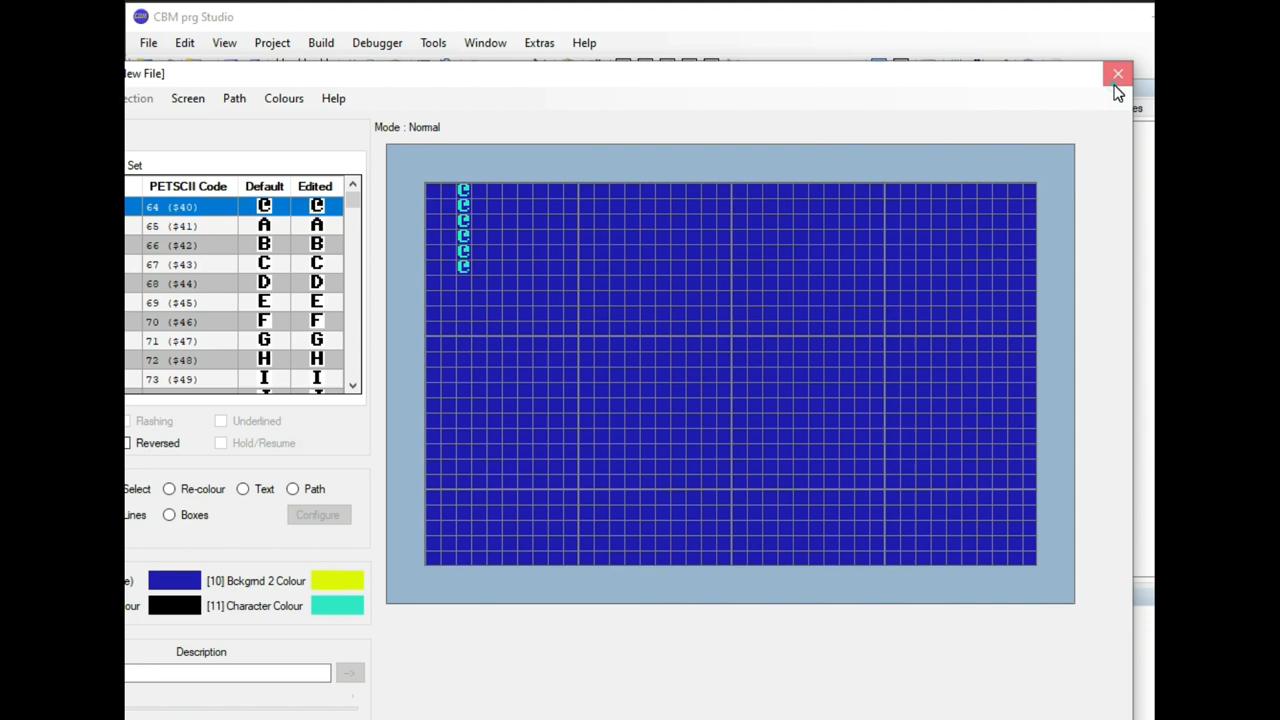 CBM prg Studio
File Edit View Project Build Debugger Tools Window Extras Help
ew File]
ection Screen Path Colours Help
es
Mode : Normal
Set
PETSCII Code Default Edited
64 ($40) @ @
65 ($41) A A
66 ($42) B B
67 ($43) C C
68 ($44) D D
69 ($45) E E
70 ($46) F F
71 ($47) G G
72 ($48) H H
73 ($49) I I
@
@
@
@
@
@
Flashing Underlined
Reversed Hold/Resume
Select Re-colour Text Path
ines Boxes Configure
e) [10] Bckgrnd 2 Colour
our [11] Character Colour
Description
->